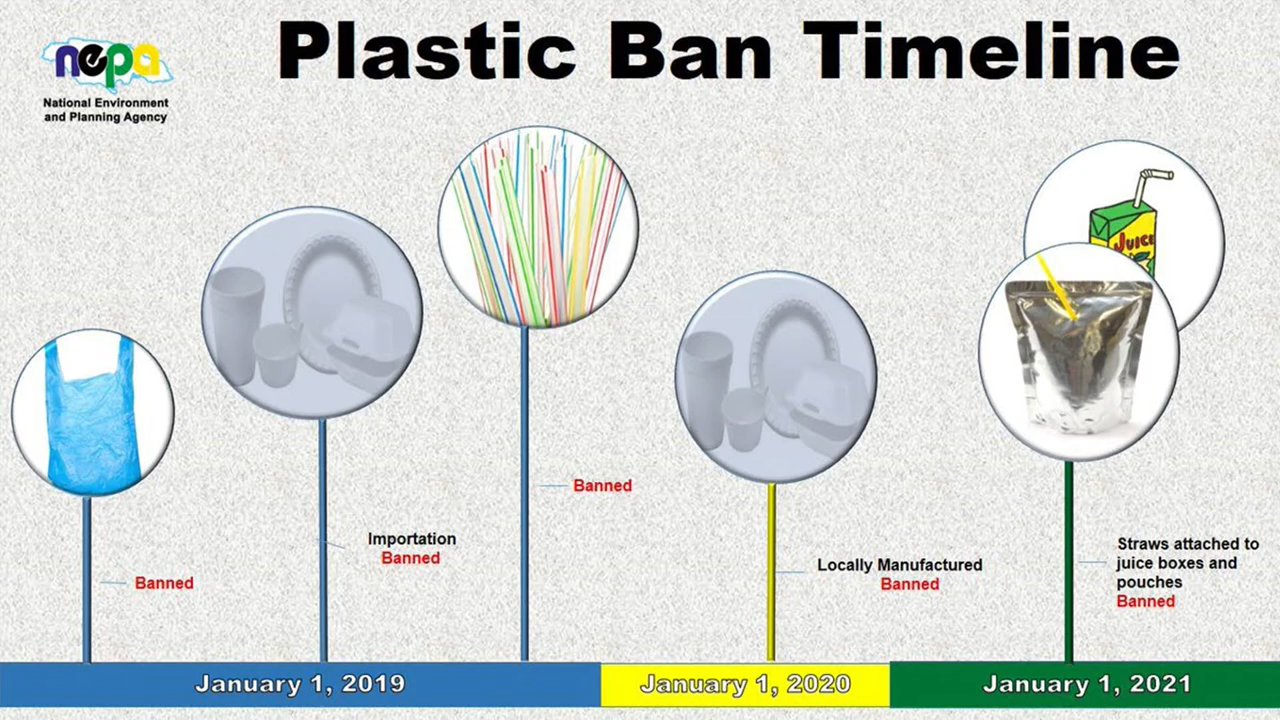 nepa
National Environment
and Planning Agency
Plastic Ban Timeline
Banned
Importation
Banned
Banned
Locally Manufactured
Banned
JUICE
Straws attached to
juice boxes and
pouches
Banned
January 1, 2019
January 1, 2020
January 1, 2021